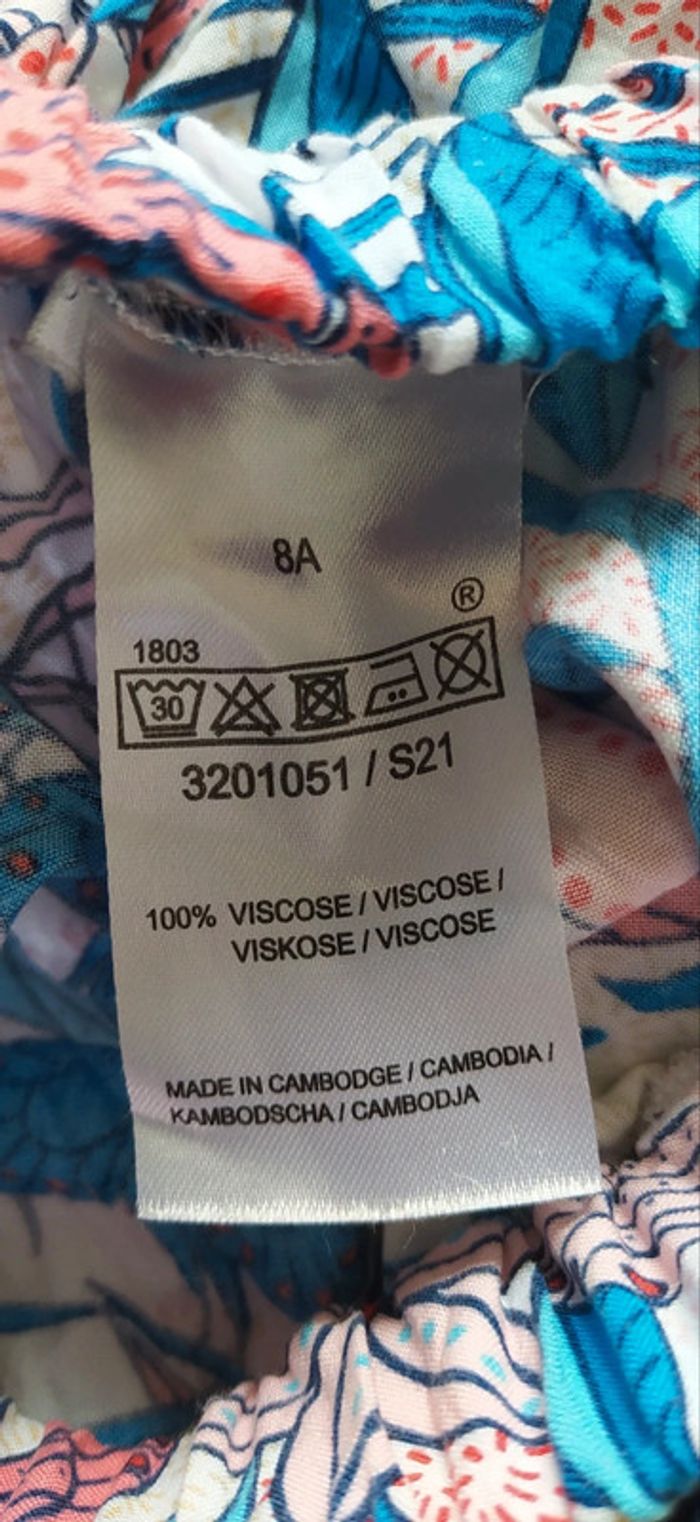 8A
®
1803
30
3201051 / S21
100% VISCOSE / VISCOSE /
VISKOSE / VISCOSE
MADE IN CAMBODGE / CAMBODIA /
KAMBODSCHA / CAMBODJA